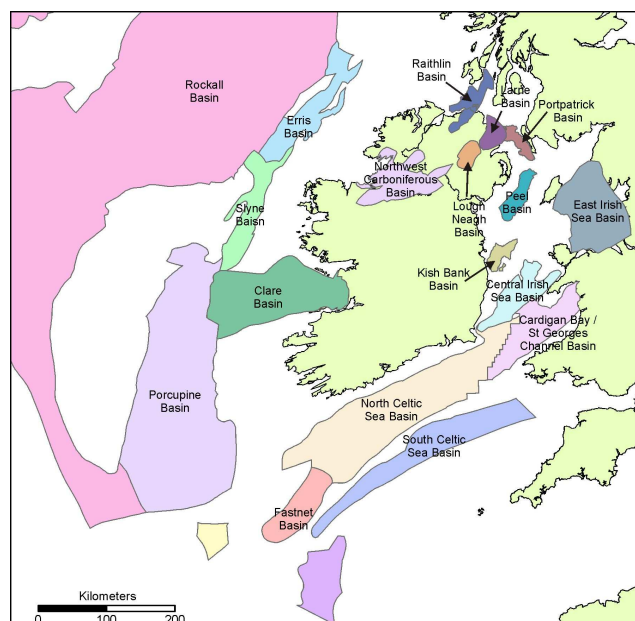 Rockall
Basin
Raithlin
Basin
Larne
Basin
Portpatrick
Basin
Erris
Basin
Northwest
Carboniferous
Basin
Slyne
Baisn
Lough
Neagh
Basin
Peel
Basin
East Irish
Sea Basin
Kish Bank
Basin
Central Irish
Sea Basin
Clare
Basin
Cardigan Bay /
St Georges
Channel Basin
Porcupine
Basin
North Celtic
Sea Basin
South Celtic
Sea Basin
Fastnet
Basin
Kilometers
0 100 200